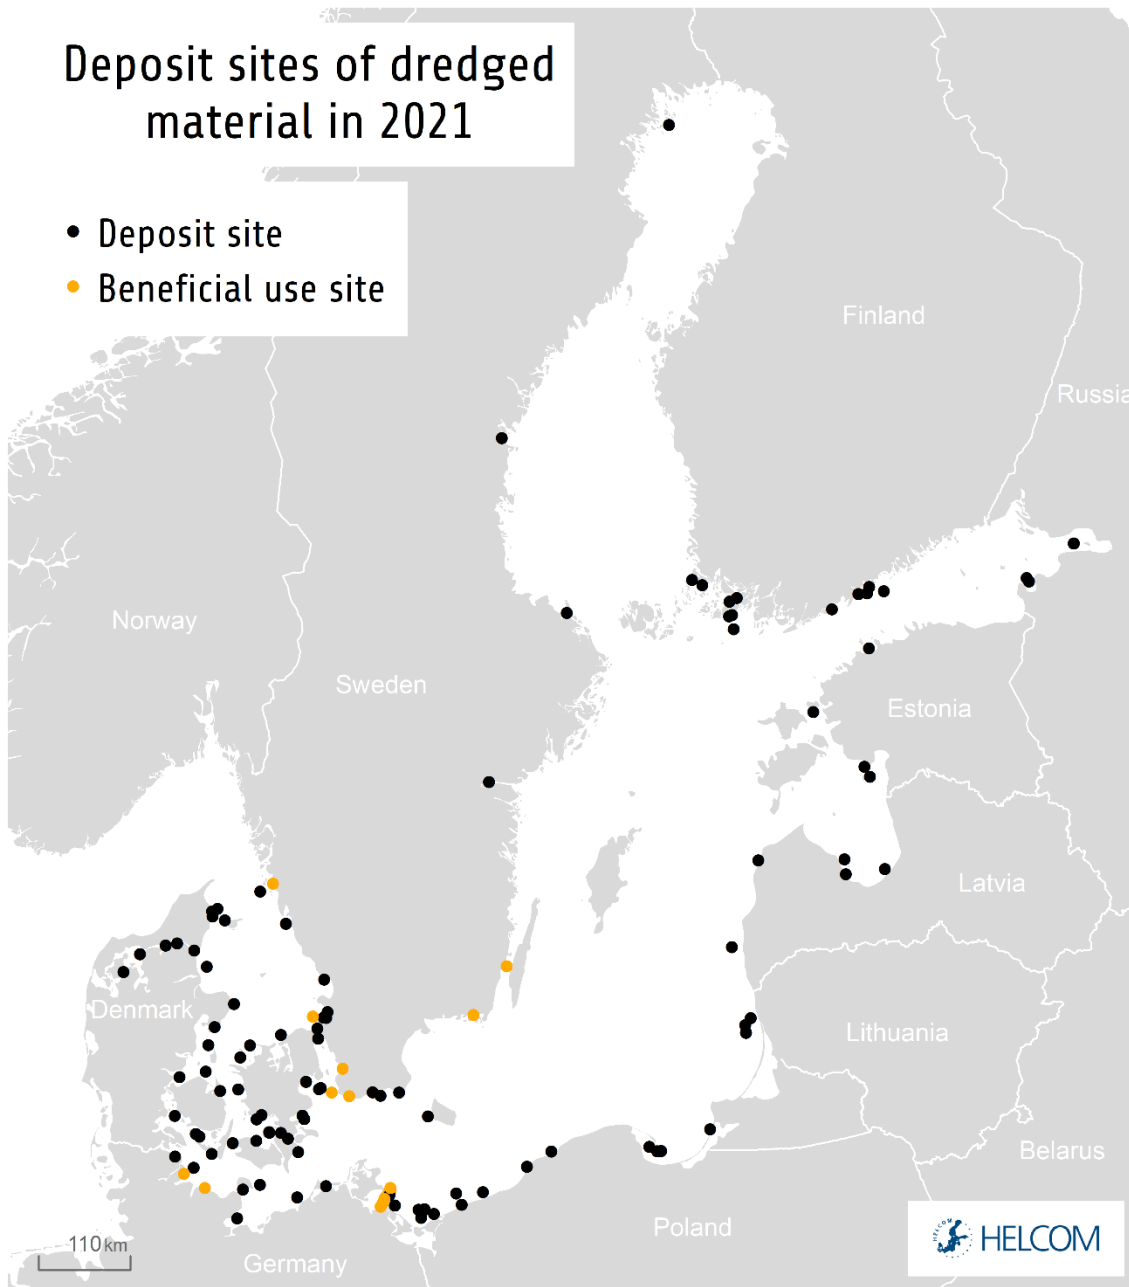 Deposit sites of dredged
material in 2021
Deposit site
Beneficial use site
Finland
Russia
Norway
Sweden
Estonia
Latvia
Denmark
Lithuania
Belarus
Poland
Germany
110 km
HELCOM